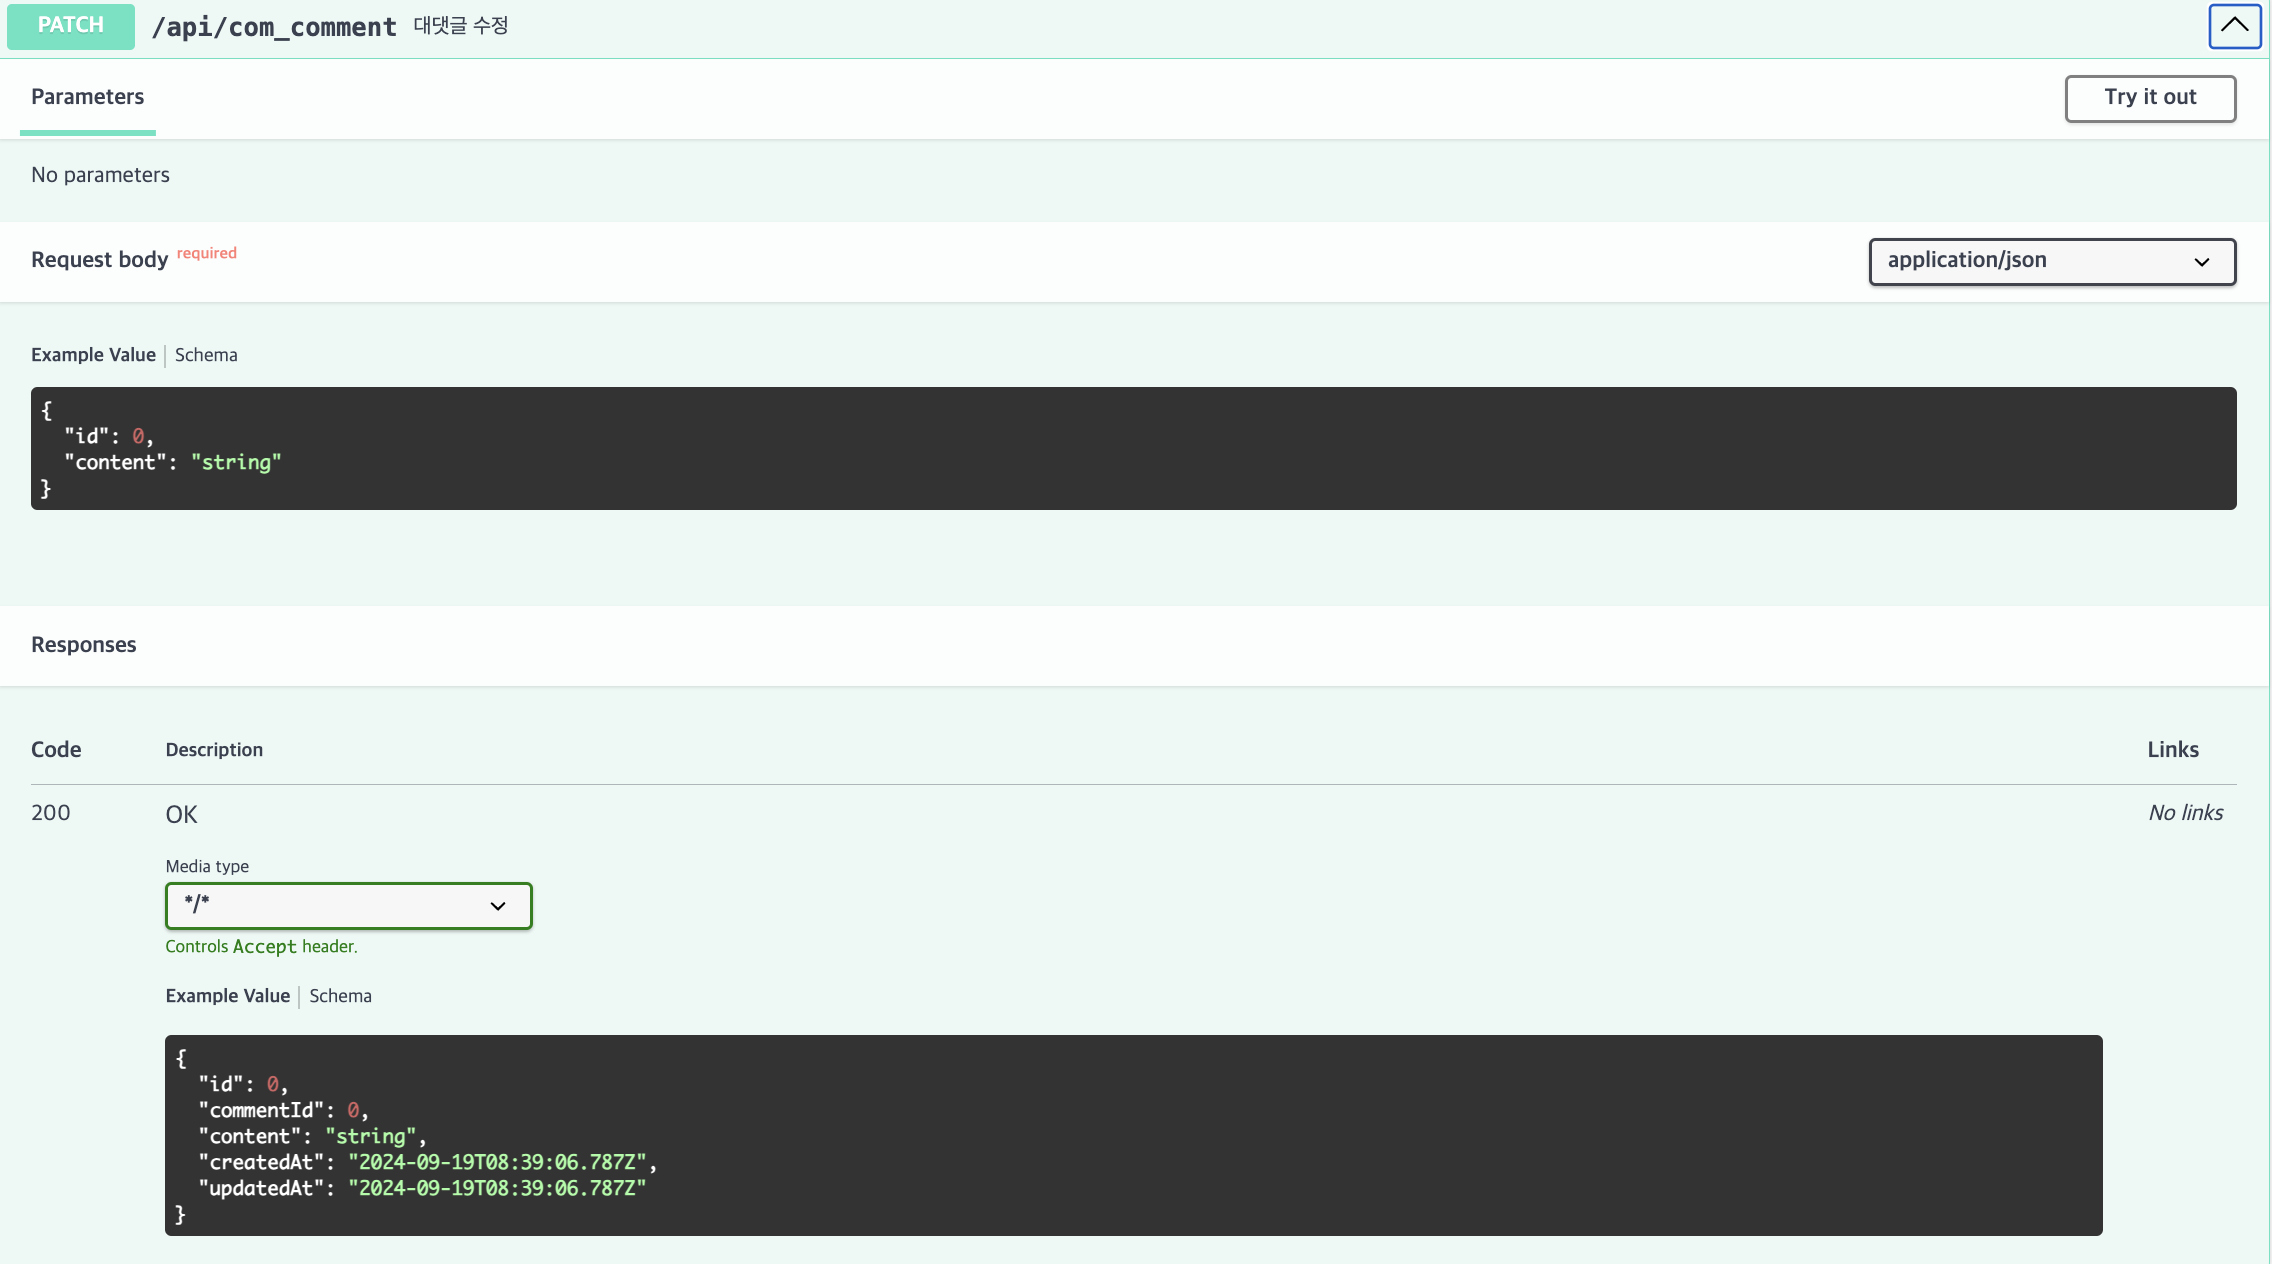 PATCH /api/com_comment 대댓글 수정
Parameters
Try it out
No parameters
Request body required
application/json
Example Value | Schema
{
  "id": 0,
  "content": "string"
}
Responses
Code Description Links
200 OK No links
Media type
*/*
Controls Accept header.
Example Value | Schema
{
  "id": 0,
  "commentId": 0,
  "content": "string",
  "createdAt": "2024-09-19T08:39:06.787Z",
  "updatedAt": "2024-09-19T08:39:06.787Z"
}